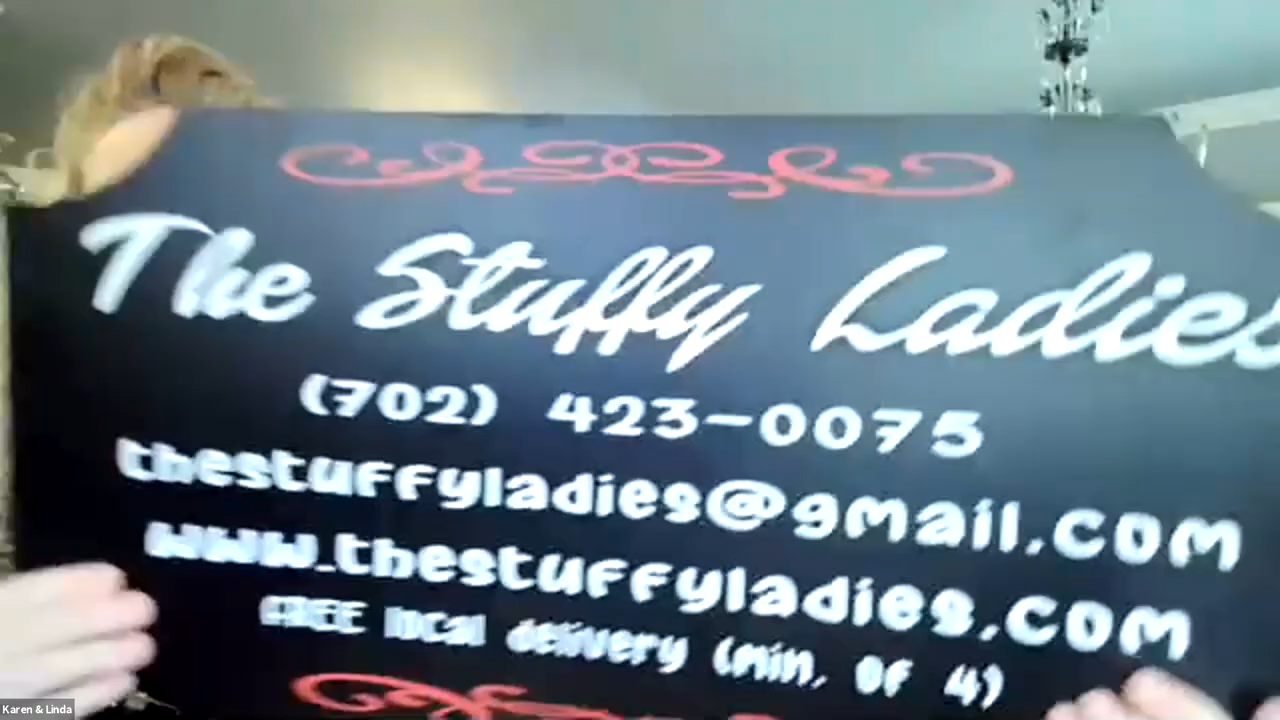 The Stuffy Ladies
(702) 423-0075
thestuffyladies@gmail.com
www.thestuffyladies.com
FREE local delivery (min. of 4)
Karen & Linda